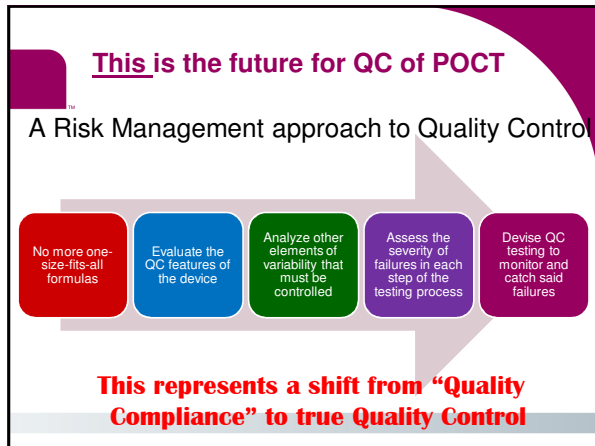 This is the future for QC of POCT
TM
A Risk Management approach to Quality Control
No more one-
size-fits-all
formulas
Evaluate the
QC features of
the device
Analyze other
elements of
variability that
must be
controlled
Assess the
severity of
failures in each
step of the
testing process
Devise QC
testing to
monitor and
catch said
failures
This represents a shift from “Quality
Compliance” to true Quality Control